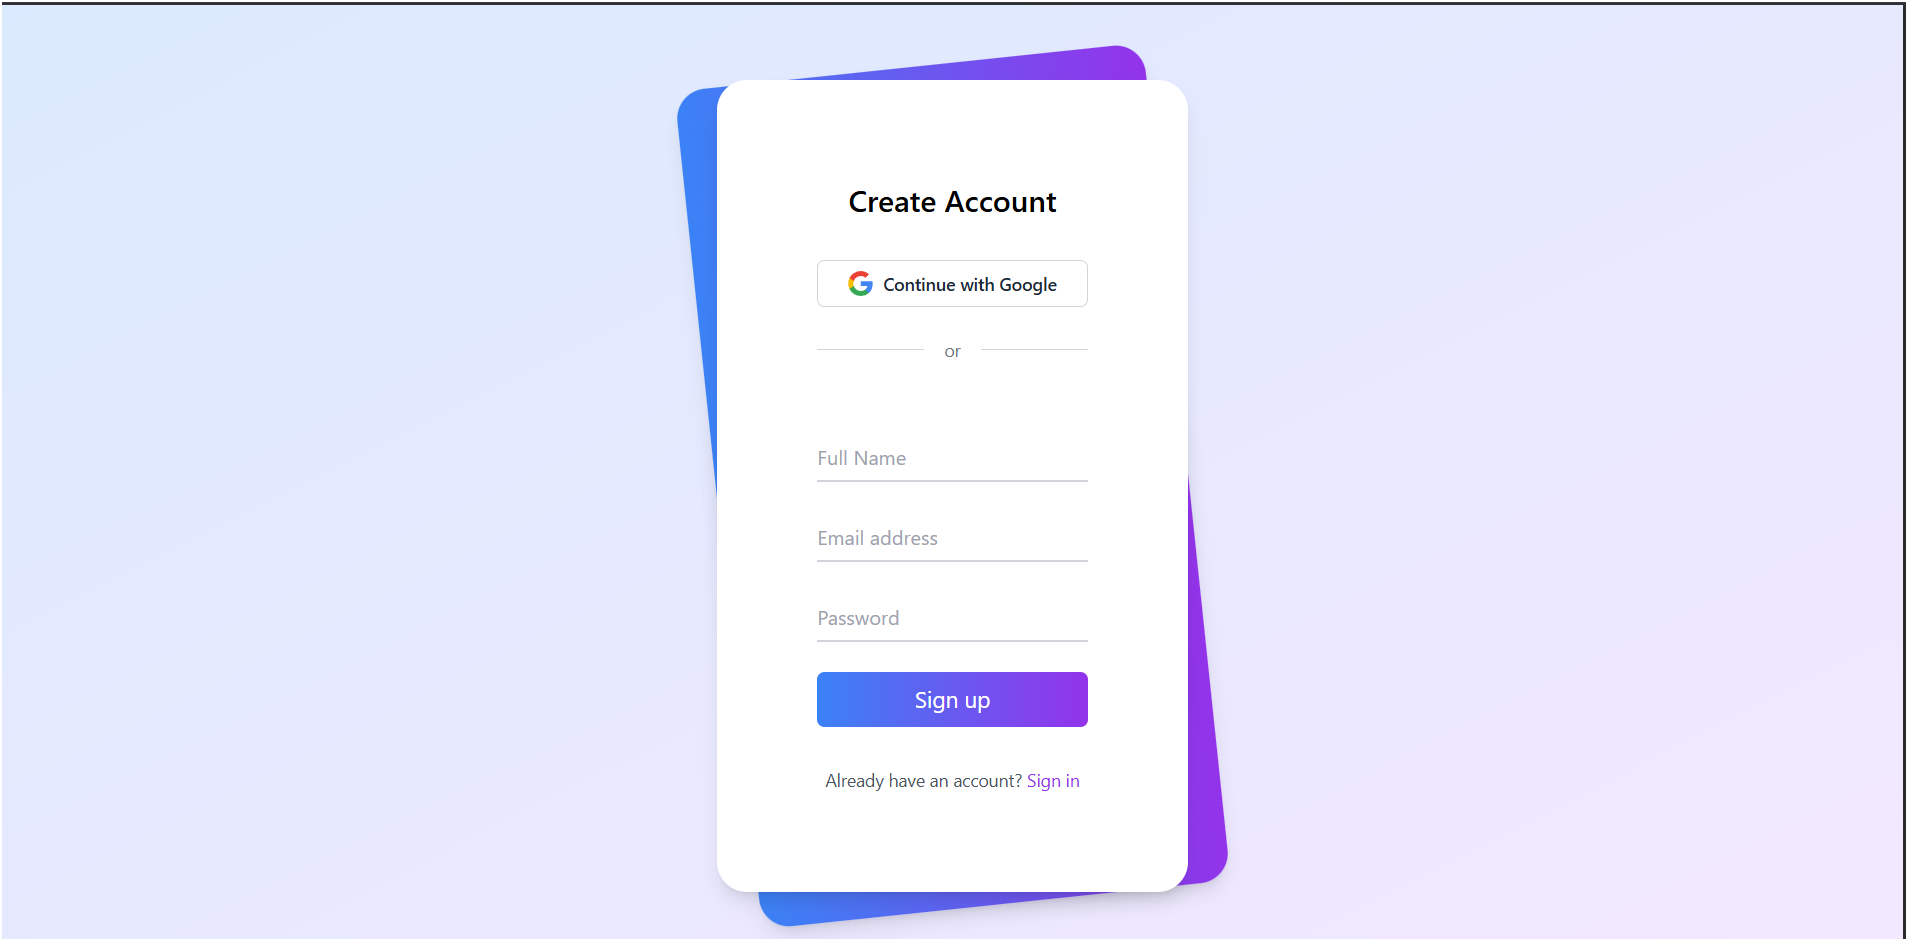 Create Account
Continue with Google
or
Full Name
Email address
Password
Sign up
Already have an account? Sign in